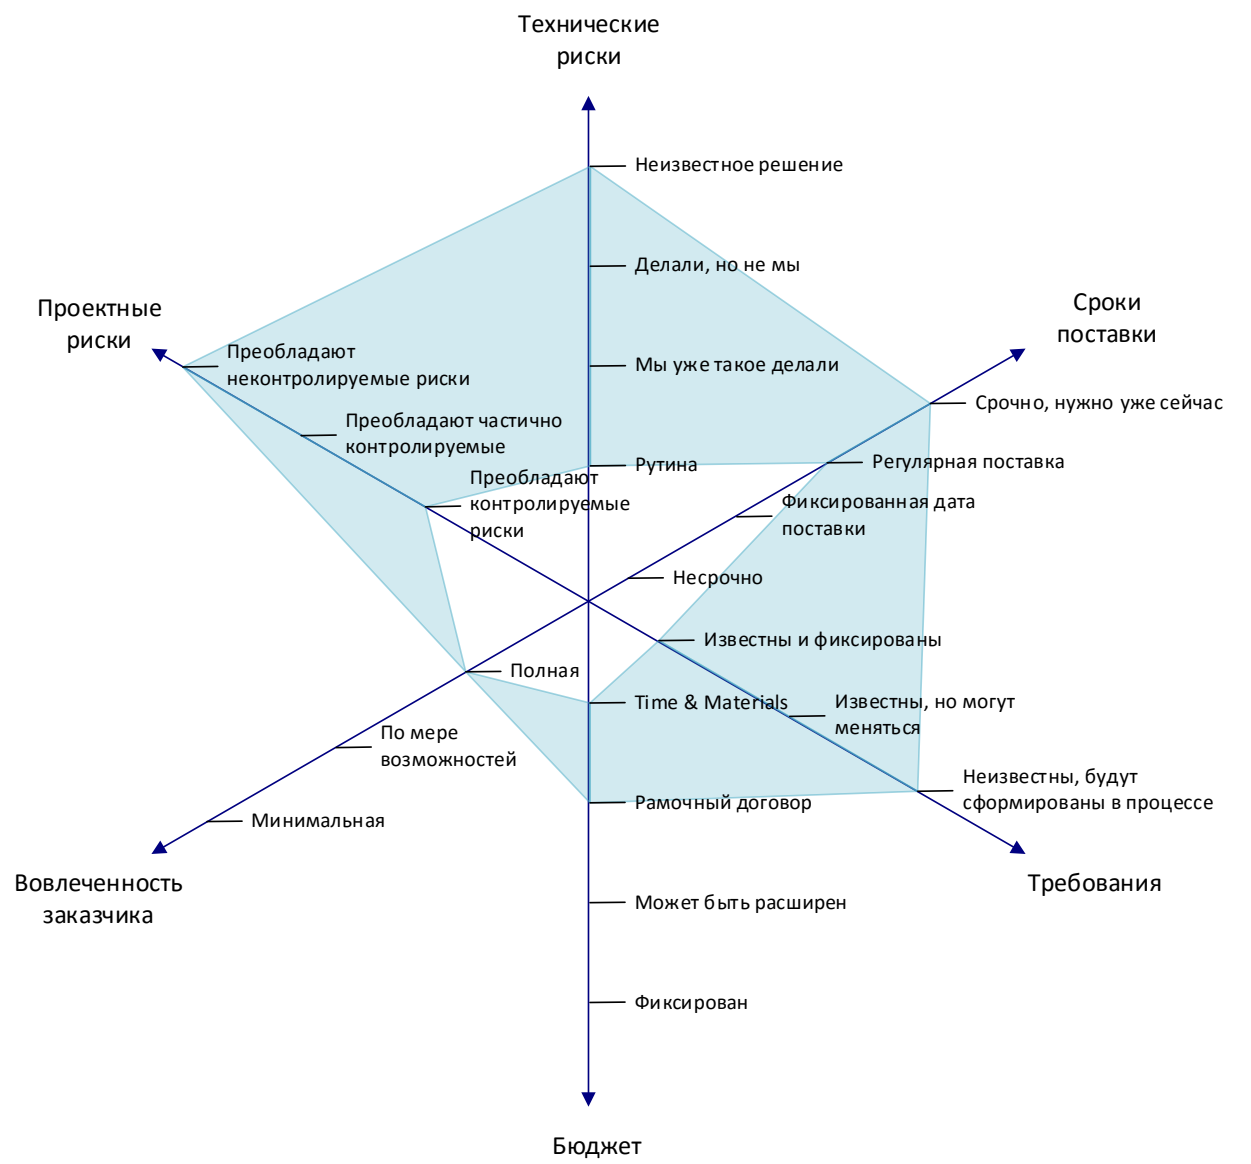 Технические
риски
Неизвестное решение
Делали, но не мы
Проектные
риски
Сроки
поставки
Преобладают
неконтролируемые риски
Мы уже такое делали
Срочно, нужно уже сейчас
Преобладают частично
контролируемые
Рутина
Регулярная поставка
Преобладают
контролируемые
риски
Фиксированная дата
поставки
Несрочно
Известны и фиксированы
Полная
Time & Materials
Известны, но могут
меняться
По мере
возможностей
Неизвестны, будут
сформированы в процессе
Рамочный договор
Минимальная
Вовлеченность
заказчика
Требования
Может быть расширен
Фиксирован
Бюджет